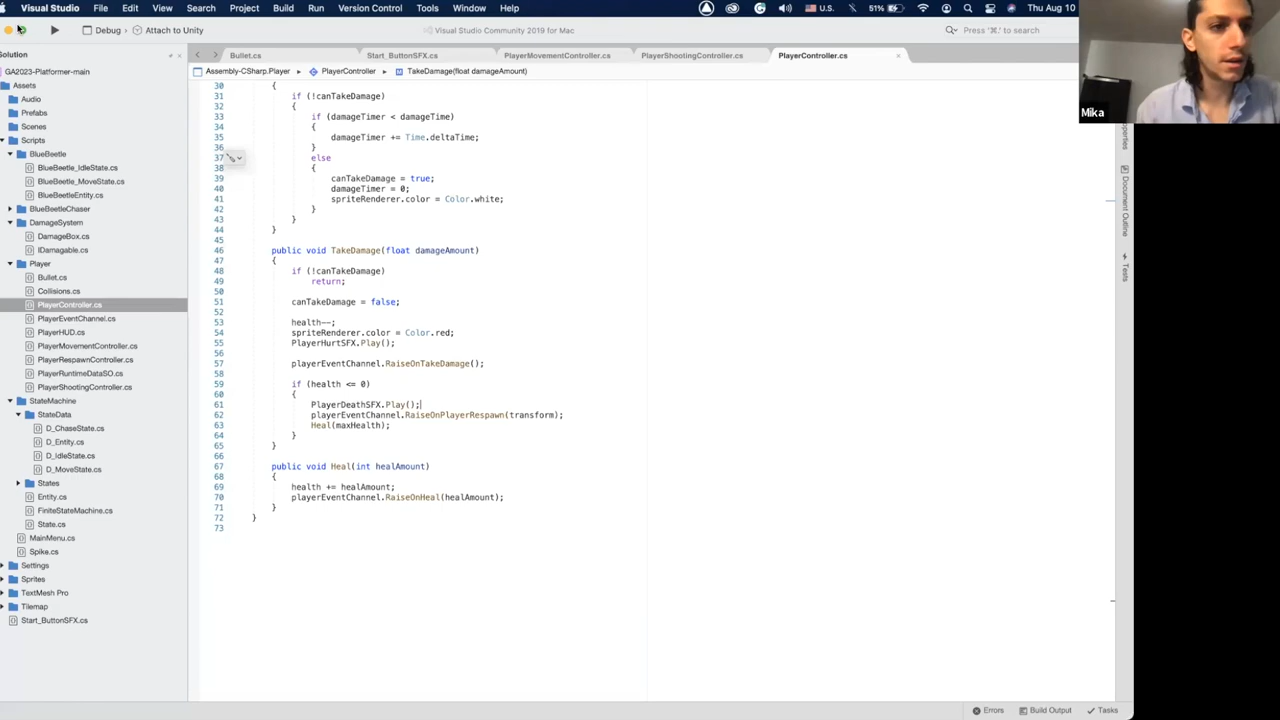 Visual Studio File Edit View Search Project Build Run Version Control Tools Window Help U.S. 51% Thu Aug 10
Debug Attach to Unity Visual Studio Community 2019 for Mac Press '⌘.' to search
Solution
Bullet.cs Start_ButtonSFX.cs PlayerMovementController.cs PlayerShootingController.cs PlayerController.cs
Assembly-CSharp.Player PlayerController TakeDamage(float damageAmount)
GA2023-Platformer-main
Assets
Audio
Prefabs
Scenes
Scripts
BlueBeetle
BlueBeetle_IdleState.cs
BlueBeetle_MoveState.cs
BlueBeetleEntity.cs
BlueBeetleChaser
DamageSystem
DamageBox.cs
IDamagable.cs
Player
Bullet.cs
Collisions.cs
PlayerController.cs
PlayerEventChannel.cs
PlayerHUD.cs
PlayerMovementController.cs
PlayerRespawnController.cs
PlayerRuntimeDataSO.cs
PlayerShootingController.cs
StateMachine
StateData
D_ChaseState.cs
D_Entity.cs
D_IdleState.cs
D_MoveState.cs
States
Entity.cs
FiniteStateMachine.cs
State.cs
MainMenu.cs
Spike.cs
Settings
Sprites
TextMesh Pro
Tilemap
Start_ButtonSFX.cs
30 {
31 if (!canTakeDamage)
32 {
33 if (damageTimer < damageTime)
34 {
35 damageTimer += Time.deltaTime;
36 }
37 else
38 {
39 canTakeDamage = true;
40 damageTimer = 0;
41 spriteRenderer.color = Color.white;
42 }
43 }
44 }
45
46 public void TakeDamage(float damageAmount)
47 {
48 if (!canTakeDamage)
49 return;
50
51 canTakeDamage = false;
52
53 health--;
54 spriteRenderer.color = Color.red;
55 PlayerHurtSFX.Play();
56
57 playerEventChannel.RaiseOnTakeDamage();
58
59 if (health <= 0)
60 {
61 PlayerDeathSFX.Play();
62 playerEventChannel.RaiseOnPlayerRespawn(transform);
63 Heal(maxHealth);
64 }
65 }
66
67 public void Heal(int healAmount)
68 {
69 health += healAmount;
70 playerEventChannel.RaiseOnHeal(healAmount);
71 }
72 }
73
Mika
Document Outline
Tests
Errors Build Output Tasks